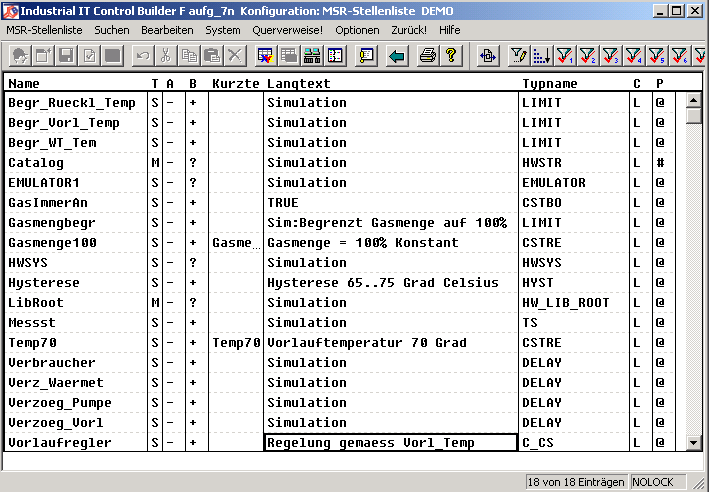 Industrial IT Control Builder F aufg_7n Konfiguration: MSR-Stellenliste DEMO
MSR-Stellenliste Suchen Bearbeiten System Querverweise! Optionen Zurück! Hilfe
Name T A B Kurzte Langtext Typname C P
Begr_Rueckl_Temp S - + Simulation LIMIT L @
Begr_Vorl_Temp S - + Simulation LIMIT L @
Begr_WT_Tem S - + Simulation LIMIT L @
Catalog M - ? Simulation HWSTR L #
EMULATOR1 S - ? Simulation EMULATOR L @
GasImmerAn S - + TRUE CSTBO L @
Gasmengbegr S - + Sim:Begrenzt Gasmenge auf 100% LIMIT L @
Gasmenge100 S - + Gasme... Gasmenge = 100% Konstant CSTRE L @
HWSYS S - ? Simulation HWSYS L @
Hysterese S - + Hysterese 65..75 Grad Celsius HYST L @
LibRoot M - ? Simulation HW_LIB_ROOT L @
Messst S - + Simulation TS L @
Temp70 S - + Temp70 Vorlauftemperatur 70 Grad CSTRE L @
Verbraucher S - + Simulation DELAY L @
Verz_Waermet S - + Simulation DELAY L @
Verzoeg_Pumpe S - + Simulation DELAY L @
Verzoeg_Vorl S - + Simulation DELAY L @
Vorlaufregler S - + Regelung gemaess Vorl_Temp C_CS L @
18 von 18 Einträgen NOLOCK